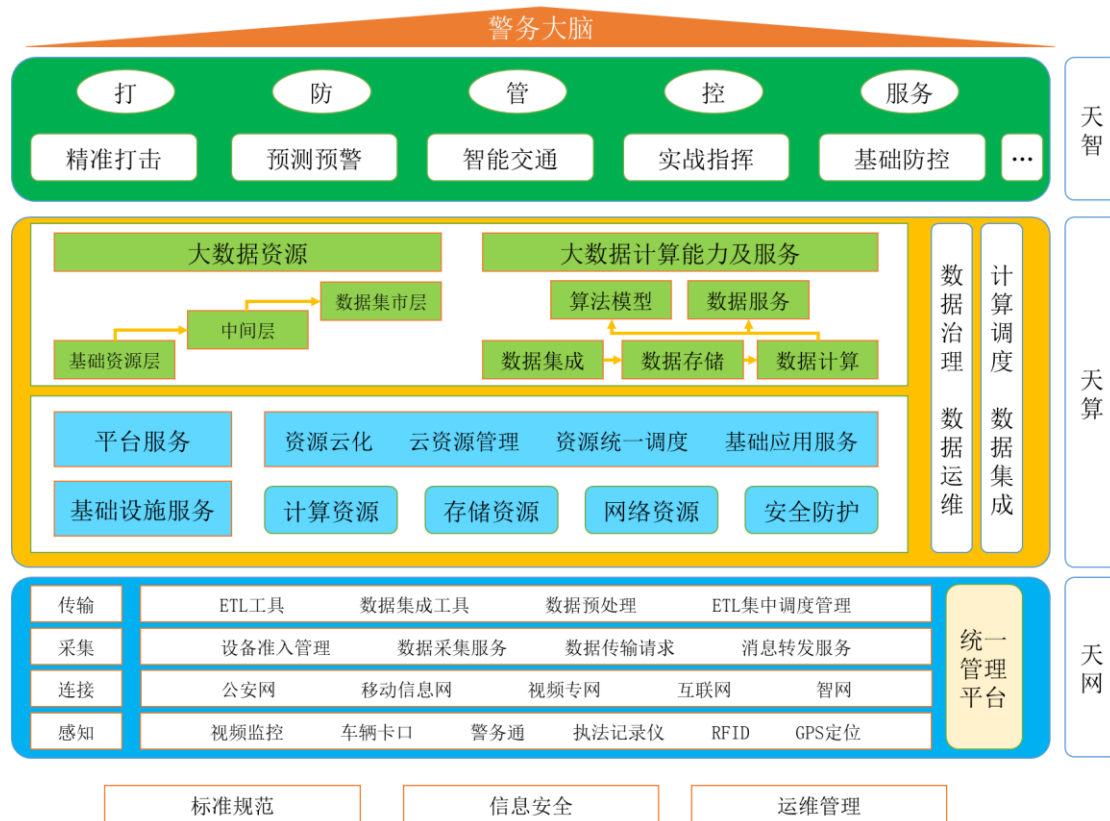 警务大脑
打 防 管 控 服务
精准打击 预测预警 智能交通 实战指挥 基础防控 …
天智
大数据资源 大数据计算能力及服务
数据集市层 算法模型 数据服务
中间层
基础资源层 数据集成 数据存储 数据计算
平台服务 资源云化 云资源管理 资源统一调度 基础应用服务
基础设施服务 计算资源 存储资源 网络资源 安全防护
数据治理 数据运维
计算调度 数据集成
天算
传输 ETL工具 数据集成工具 数据预处理 ETL集中调度管理
采集 设备准入管理 数据采集服务 数据传输请求 消息转发服务
连接 公安网 移动信息网 视频专网 互联网 智网
感知 视频监控 车辆卡口 警务通 执法记录仪 RFID GPS定位
统一
管理
平台
天网
标准规范 信息安全 运维管理